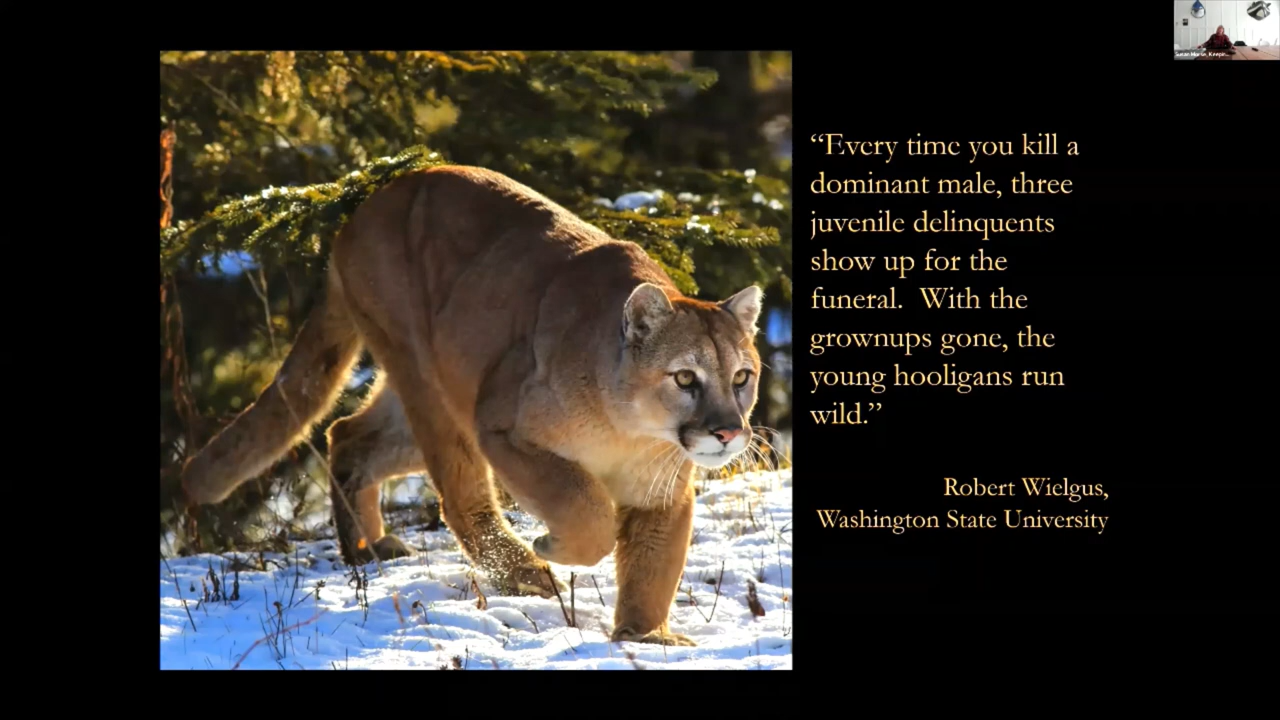 “Every time you kill a
dominant male, three
juvenile delinquents
show up for the
funeral.  With the
grownups gone, the
young hooligans run
wild.”
Robert Wielgus,
Washington State University